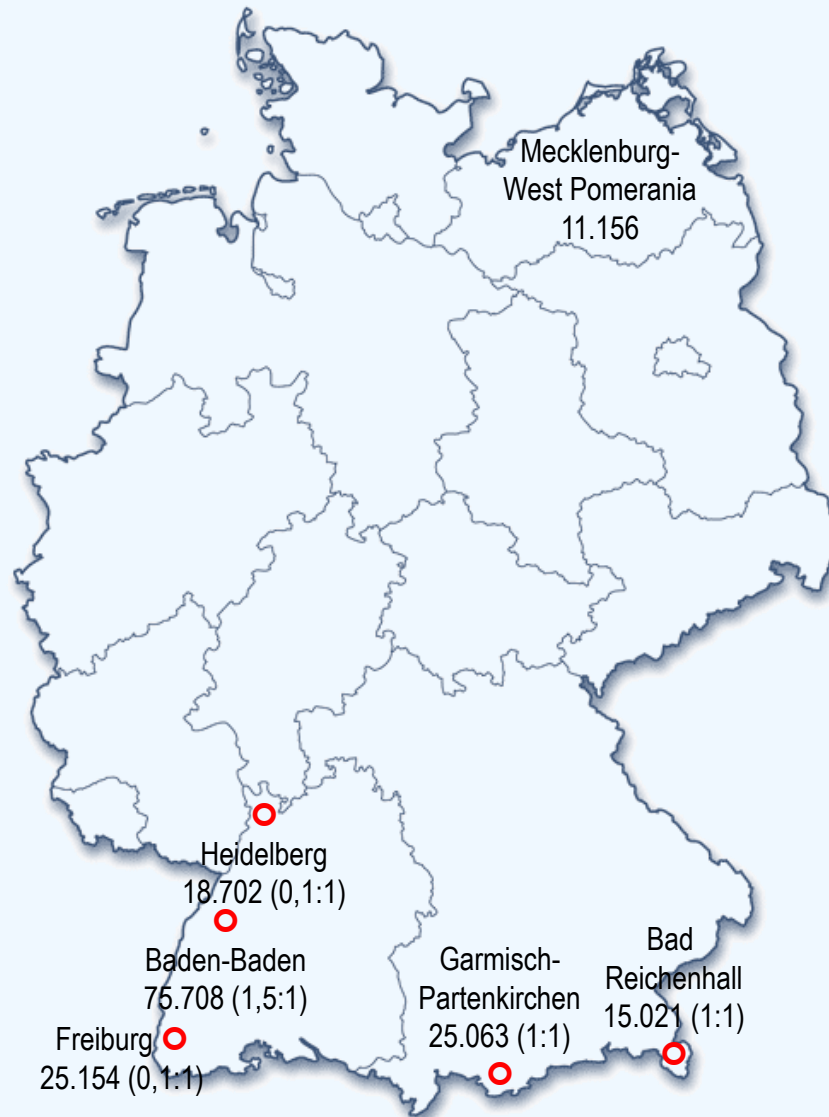 Mecklenburg-
West Pomerania
11.156
Heidelberg
18.702 (0,1:1)
Baden-Baden
75.708 (1,5:1)
Freiburg
25.154 (0,1:1)
Garmisch-
Partenkirchen
25.063 (1:1)
Bad
Reichenhall
15.021 (1:1)